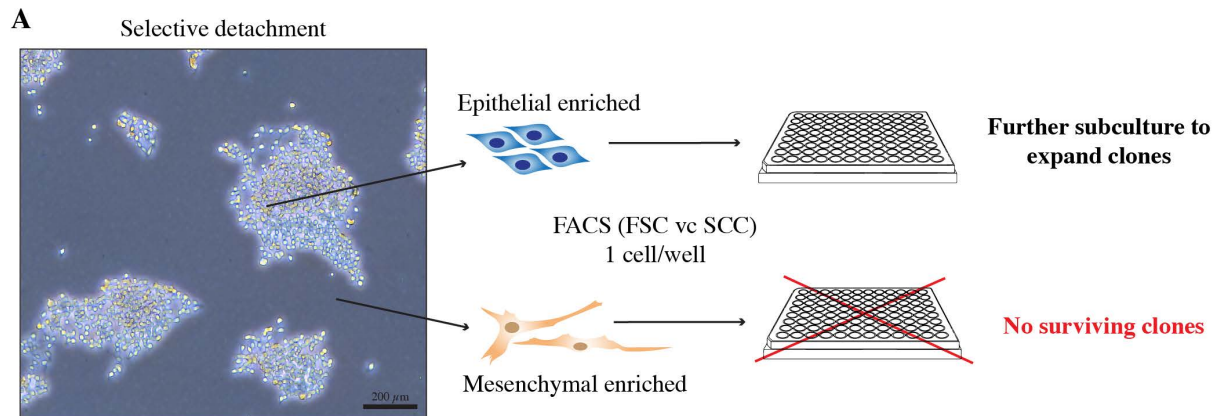 A
Selective detachment
Epithelial enriched
Further subculture to
expand clones
FACS (FSC vc SCC)
1 cell/well
Mesenchymal enriched
No surviving clones
200 µm